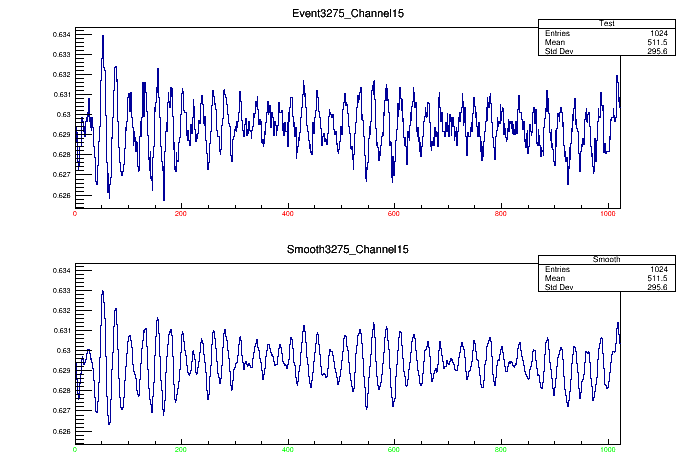 Event3275_Channel15
Test
Entries 1024
Mean 511.5
Std Dev 295.6
0.634
0.633
0.632
0.631
0.63
0.629
0.628
0.627
0.626
0 200 400 600 800 1000
Smooth3275_Channel15
Smooth
Entries 1024
Mean 511.5
Std Dev 295.6
0.634
0.633
0.632
0.631
0.63
0.629
0.628
0.627
0.626
0 200 400 600 800 1000